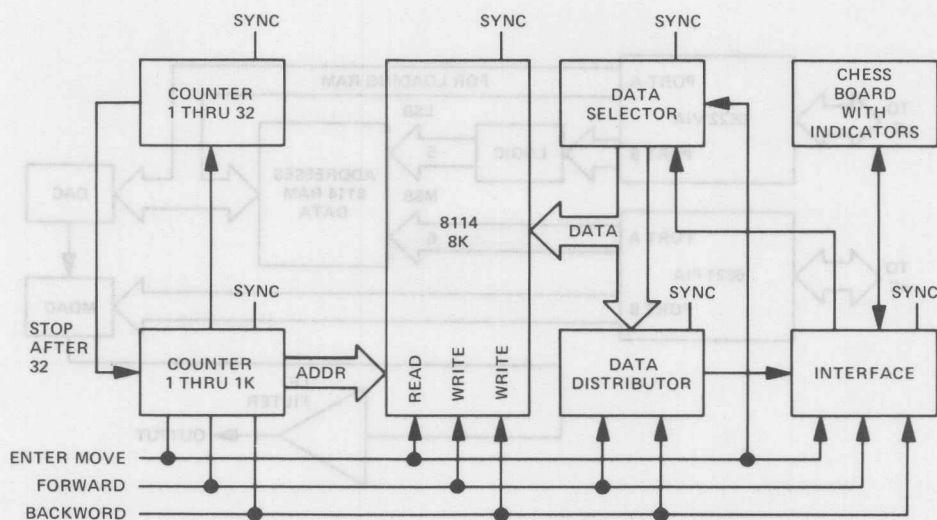 SYNC
SYNC
SYNC
COUNTER
1 THRU 32
DATA
SELECTOR
CHESS
BOARD
WITH
INDICATORS
8114
8K
DATA
SYNC
SYNC
SYNC
STOP
AFTER
32
COUNTER
1 THRU 1K
ADDR
READ
WRITE
WRITE
DATA
DISTRIBUTOR
INTERFACE
ENTER MOVE
FORWARD
BACKWORD